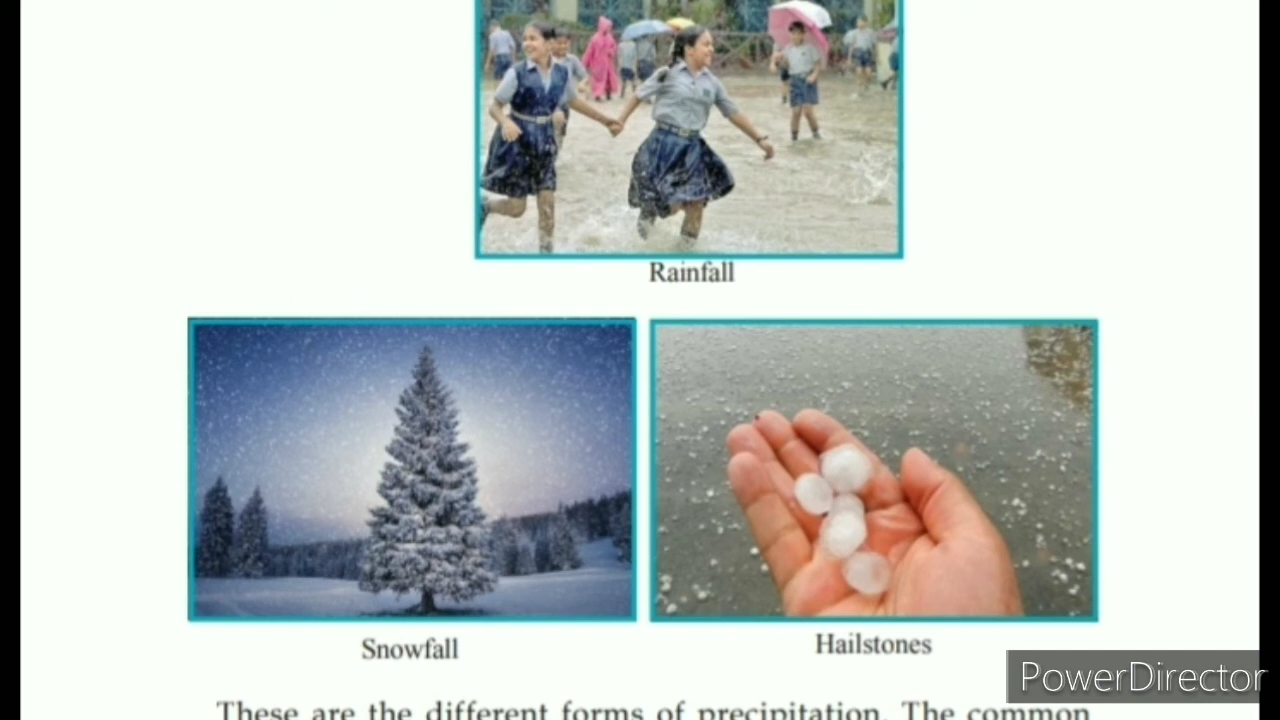 Rainfall
Snowfall
Hailstones
PowerDirector
These are the different forms of precipitation. The common